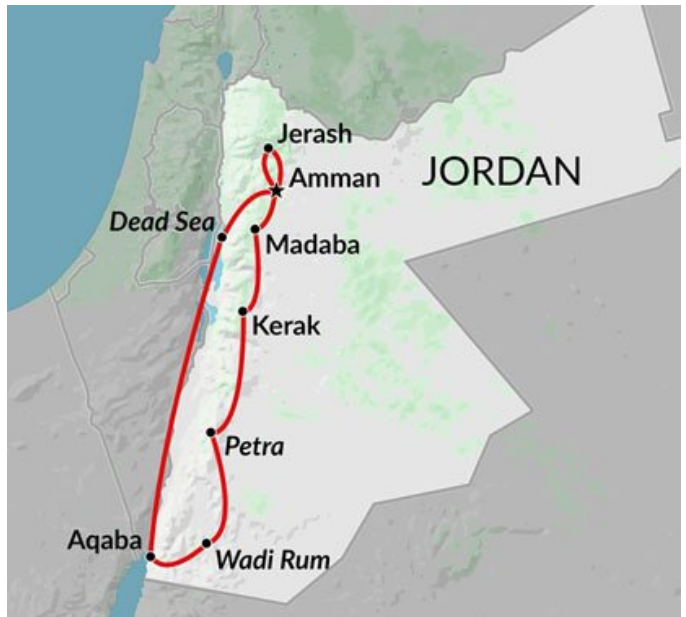 Jerash
JORDAN
Amman
Dead Sea
Madaba
Kerak
Petra
Aqaba
Wadi Rum